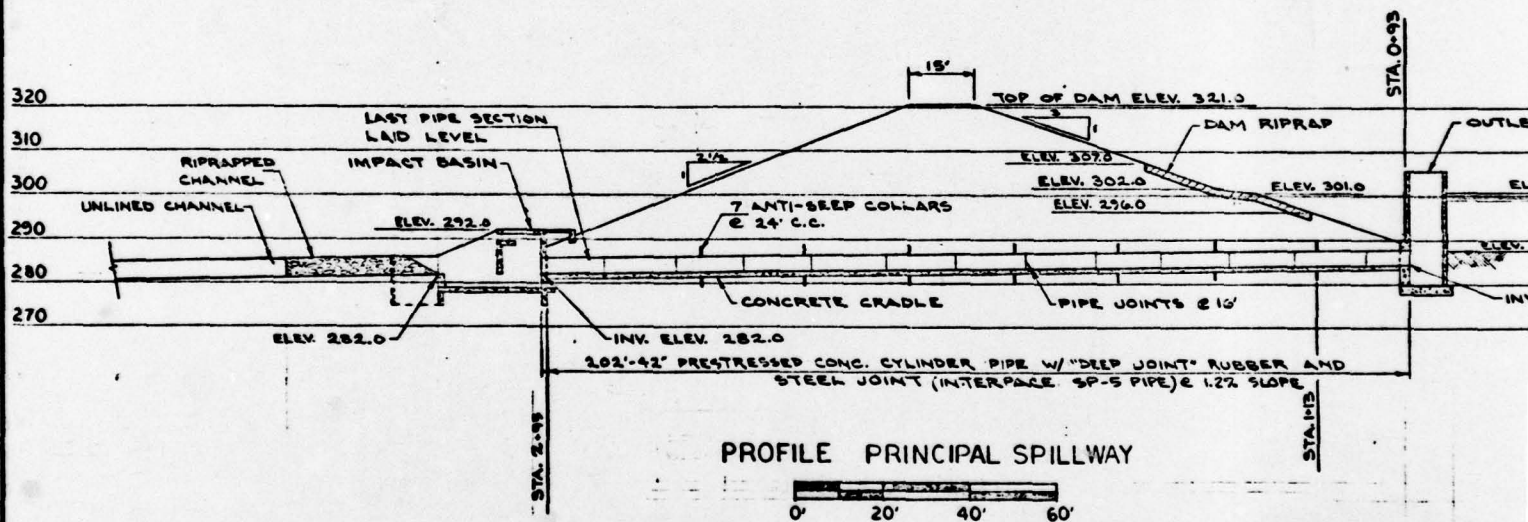 STA. 0+93
15'
320
TOP OF DAM ELEV. 321.0
LAST PIPE SECTION
LAID LEVEL
3
1
DAM RIPRAP
310
IMPACT BASIN
2 1/2
1
ELEV. 307.0
RIPRAPPED
CHANNEL
300
ELEV. 302.0
ELEV. 301.0
UNLINED CHANNEL
7 ANTI-SEEP COLLARS
@ 24' C.C.
ELEV. 296.0
ELEV. 292.0
290
ELEV.
280
CONCRETE CRADLE
PIPE JOINTS @ 16'
270
ELEV. 282.0
INV. ELEV. 282.0
202'-42" PRESTRESSED CONC. CYLINDER PIPE W/ "DEEP JOINT" RUBBER AND
STEEL JOINT (INTERPACE SP-5 PIPE) @ 1.2% SLOPE
STA. 2+95
STA. 1+13
PROFILE PRINCIPAL SPILLWAY
0' 20' 40' 60'